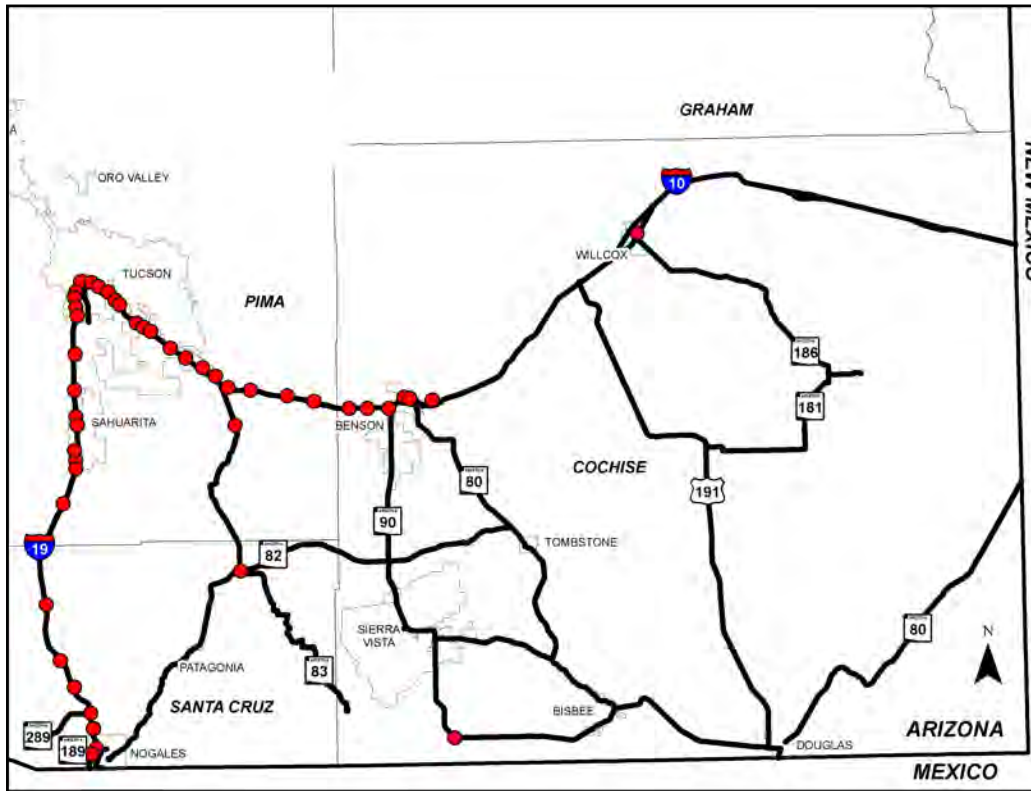 GRAHAM
NEW MEXICO
A
ORO VALLEY
10
WILLCOX
TUCSON
PIMA
186
181
SAHUARITA
BENSON
COCHISE
80
191
90
19
82
TOMBSTONE
SIERRA
VISTA
80
N
PATAGONIA
83
SANTA CRUZ
BISBEE
289
189
NOGALES
DOUGLAS
ARIZONA
MEXICO